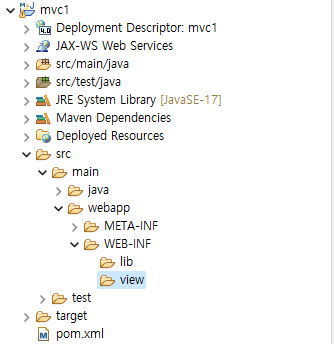 mvc1
Deployment Descriptor: mvc1
JAX-WS Web Services
src/main/java
src/test/java
JRE System Library [JavaSE-17]
Maven Dependencies
Deployed Resources
src
main
java
webapp
META-INF
WEB-INF
lib
view
test
target
pom.xml